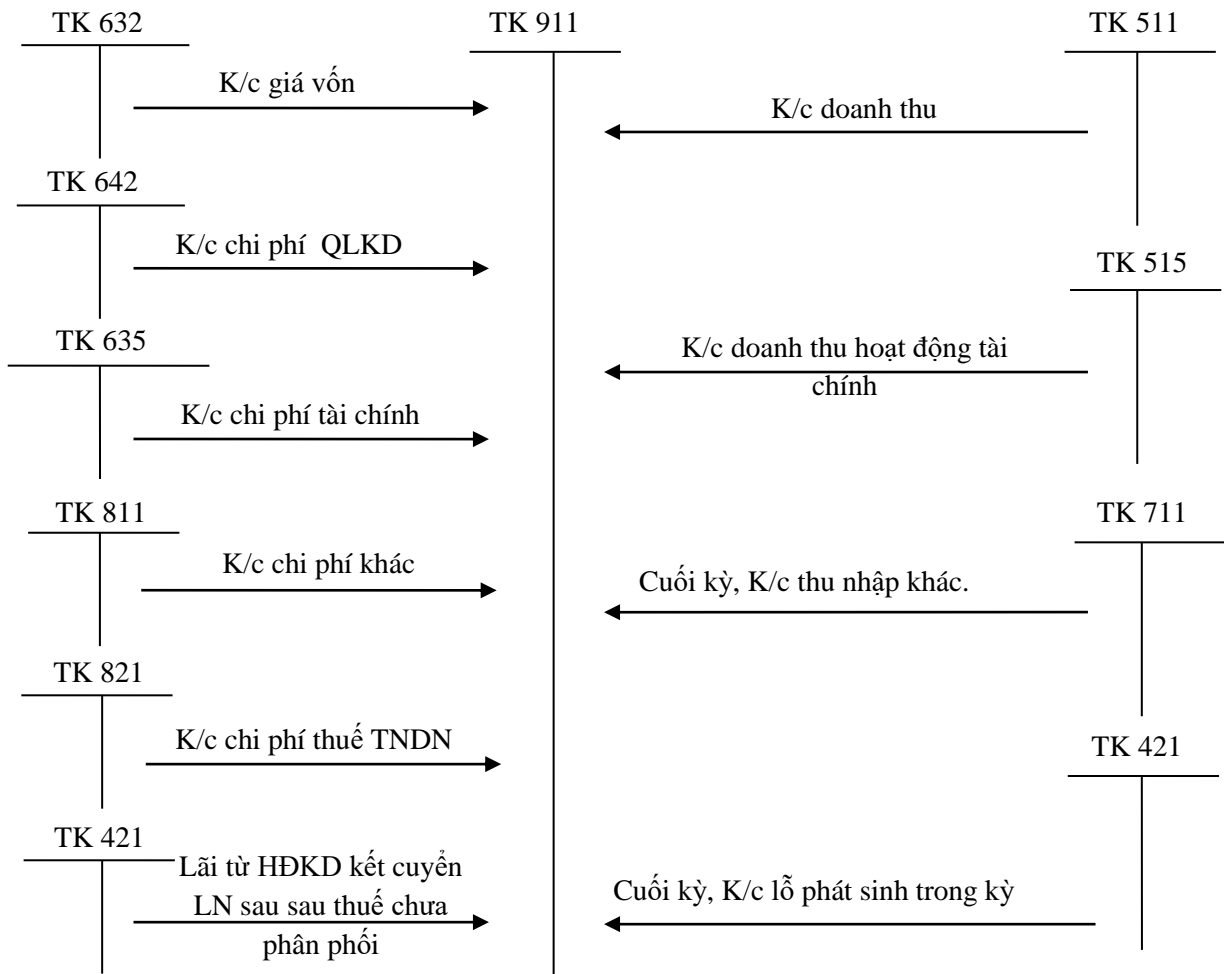 TK 632
TK 911
TK 511
K/c giá vốn
K/c doanh thu
TK 642
K/c chi phí QLKD
TK 515
TK 635
K/c doanh thu hoạt động tài
chính
K/c chi phí tài chính
TK 811
TK 711
K/c chi phí khác
Cuối kỳ, K/c thu nhập khác.
TK 821
K/c chi phí thuế TNDN
TK 421
TK 421
Lãi từ HĐKD kết cuyển
LN sau sau thuế chưa
phân phối
Cuối kỳ, K/c lỗ phát sinh trong kỳ